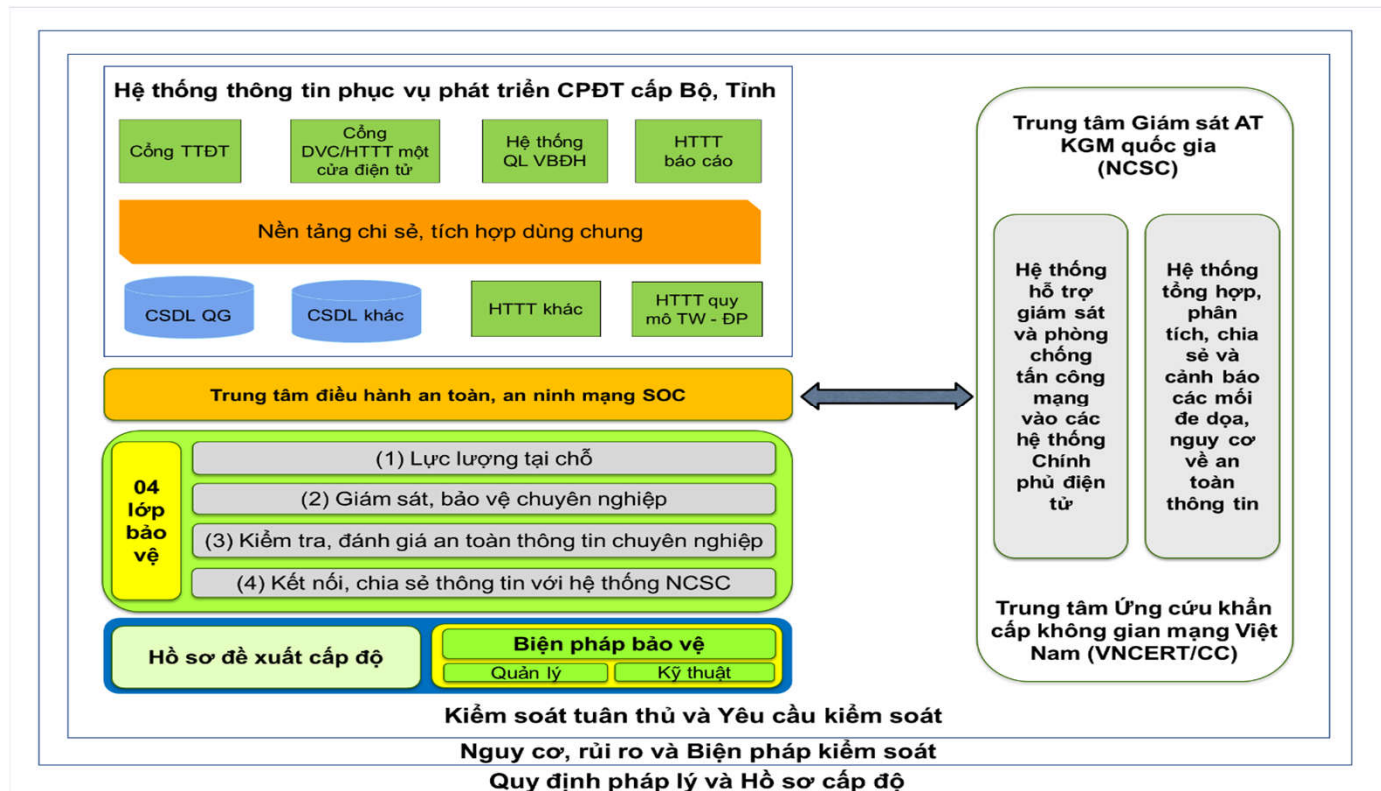 Hệ thống thông tin phục vụ phát triển CPĐT cấp Bộ, Tỉnh
Cổng TTĐT
Cổng
DVC/HTTT một
cửa điện tử
Hệ thống
QL VBĐH
HTTT
báo cáo
Nền tảng chi sẻ, tích hợp dùng chung
CSDL QG
CSDL khác
HTTT khác
HTTT quy
mô TW - ĐP
Trung tâm điều hành an toàn, an ninh mạng SOC
04
lớp
bảo
vệ
(1) Lực lượng tại chỗ
(2) Giám sát, bảo vệ chuyên nghiệp
(3) Kiểm tra, đánh giá an toàn thông tin chuyên nghiệp
(4) Kết nối, chia sẻ thông tin với hệ thống NCSC
Hồ sơ đề xuất cấp độ
Biện pháp bảo vệ
Quản lý
Kỹ thuật
Trung tâm Giám sát AT
KGM quốc gia
(NCSC)
Hệ thống
hỗ trợ
giám sát
và phòng
chống
tấn công
mạng
vào các
hệ thống
Chính
phủ điện
tử
Hệ thống
tổng hợp,
phân
tích, chia
sẻ và
cảnh báo
các mối
đe dọa,
nguy cơ
về an
toàn
thông tin
Trung tâm Ứng cứu khẩn
cấp không gian mạng Việt
Nam (VNCERT/CC)
Kiểm soát tuân thủ và Yêu cầu kiểm soát
Nguy cơ, rủi ro và Biện pháp kiểm soát
Quy định pháp lý và Hồ sơ cấp độ